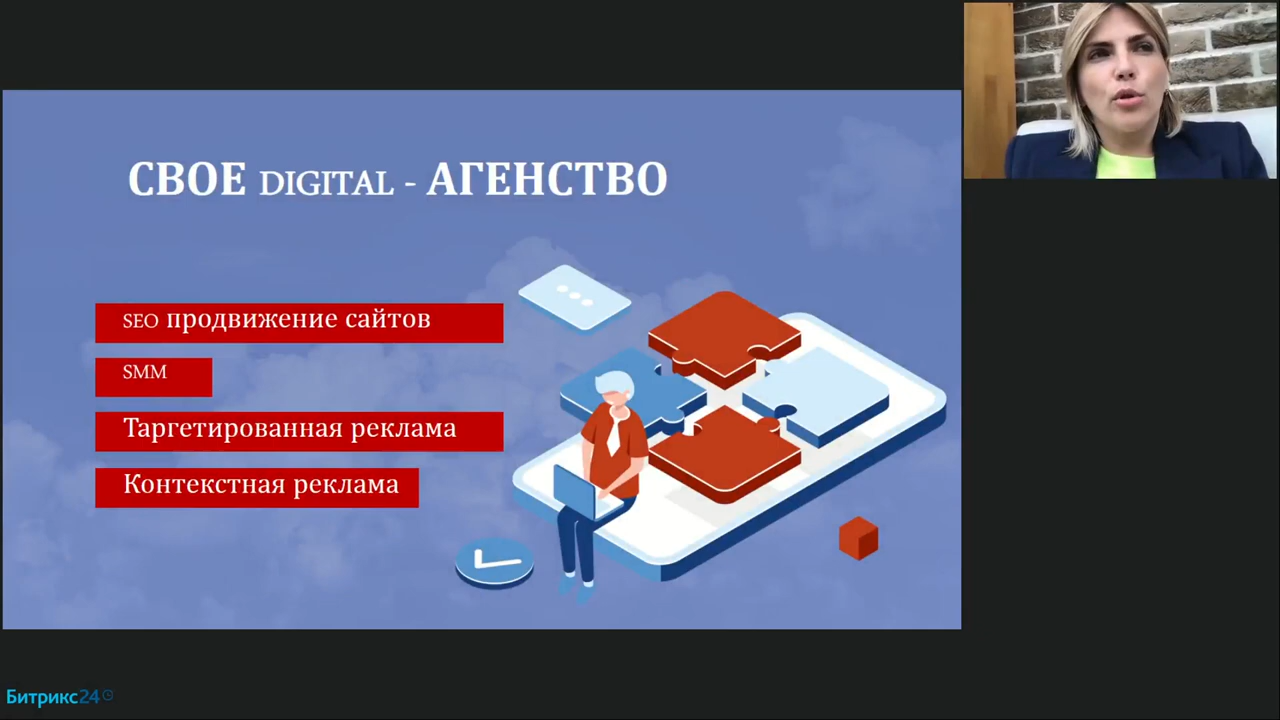 СВОЕ DIGITAL - АГЕНСТВО
SEO продвижение сайтов
SMM
Таргетированная реклама
Контекстная реклама
Битрикс24